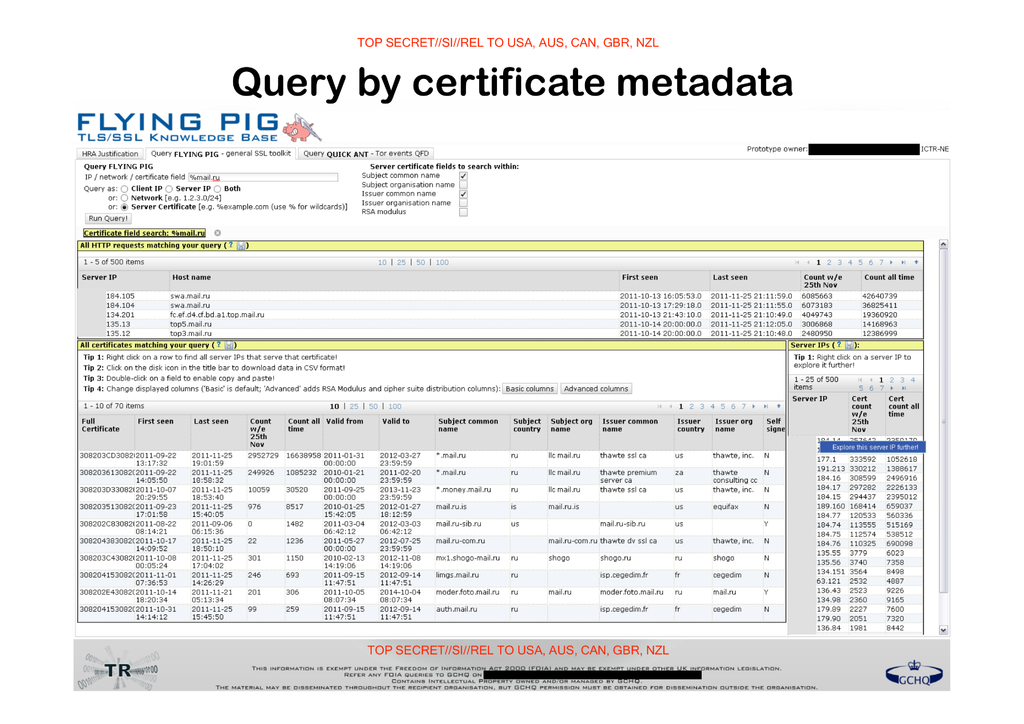 TOP SECRET//SI//REL TO USA, AUS, CAN, GBR, NZL
Query by certificate metadata
FLYING PIG
TLS/SSL KNOWLEDGE BASE
HRA Justification Query FLYING PIG - general SSL toolkit Query QUICK ANT - Tor events QFD
Prototype owner: ICTR-NE
Query FLYING PIG
IP / network / certificate field %mail.ru
Query as: Client IP Server IP Both
or: Network [e.g. 1.2.3.0/24]
or: Server Certificate [e.g. %example.com (use % for wildcards)]
Run Query!
Server certificate fields to search within:
Subject common name
Subject organisation name
Issuer common name
Issuer organisation name
RSA modulus
Certificate field search: %mail.ru
All HTTP requests matching your query ( ? )
1 - 5 of 500 items 10 | 25 | 50 | 100 1 2 3 4 5 6 7
Server IP Host name First seen Last seen Count w/e 25th Nov Count all time
184.105 swa.mail.ru 2011-10-13 16:05:53.0 2011-11-25 21:11:59.0 6085663 42640739
184.104 swa.mail.ru 2011-10-13 17:29:18.0 2011-11-25 21:11:55.0 6073183 36825411
134.201 fc.ef.d4.cf.bd.a1.top.mail.ru 2011-10-13 21:43:10.0 2011-11-25 21:10:49.0 4049743 19360920
135.13 top5.mail.ru 2011-10-14 20:00:00.0 2011-11-25 21:12:05.0 3006868 14168963
135.12 top3.mail.ru 2011-10-14 20:00:00.0 2011-11-25 21:10:48.0 2480950 12386999
All certificates matching your query ( ? )
Tip 1: Right click on a row to find all server IPs that serve that certificate!
Tip 2: Click on the disk icon in the title bar to download data in CSV format!
Tip 3: Double-click on a field to enable copy and paste!
Tip 4: Change displayed columns ('Basic' is default; 'Advanced' adds RSA Modulus and cipher suite distribution columns): Basic columns Advanced columns
1 - 10 of 70 items 10 | 25 | 50 | 100 1 2 3 4 5 6 7
Full Certificate First seen Last seen Count w/e 25th Nov Count all time Valid from Valid to Subject common name Subject country Subject org name Issuer common name Issuer country Issuer org name Self signe
308203CD30820 2011-09-22 13:17:32 2011-11-25 19:01:59 2952729 16638958 2011-01-31 00:00:00 2012-03-27 23:59:59 *.mail.ru ru llc mail.ru thawte ssl ca us thawte, inc. N
308203613082 2011-09-22 14:05:50 2011-11-25 18:58:32 249926 1085232 2010-01-21 00:00:00 2011-02-20 23:59:59 *.mail.ru ru llc mail.ru thawte premium server ca za thawte consulting cc N
308203D33082 2011-10-07 20:29:55 2011-11-25 18:53:40 10059 30520 2011-09-25 00:00:00 2013-11-23 23:59:59 *.money.mail.ru ru llc mail.ru thawte ssl ca us thawte, inc. N
308203513082 2011-09-23 17:01:58 2011-11-25 15:40:05 976 8517 2010-01-25 15:42:05 2012-01-27 18:12:59 mail.ru.is is mail.ru.is us equifax N
308202C83082 2011-08-22 08:14:21 2011-09-06 06:15:36 0 1482 2011-03-04 06:42:12 2012-03-03 06:42:12 mail.ru-sib.ru us mail.ru-sib.ru us Y
308204383082 2011-10-17 14:09:52 2011-11-25 18:50:10 22 1236 2011-05-27 00:00:00 2012-07-25 23:59:59 mail.ru-com.ru mail.ru-com.ru thawte dv ssl ca us thawte, inc. N
308203C43082 2011-10-08 00:05:24 2011-11-25 17:04:02 301 1150 2010-02-13 14:19:06 2012-11-08 14:19:06 mx1.shogo-mail.ru ru shogo shogo.ru ru shogo N
308204153082 2011-11-01 07:36:53 2011-11-25 14:26:29 246 693 2011-09-15 11:47:51 2012-09-14 11:47:51 limgs.mail.ru ru isp.cegedim.fr fr cegedim N
308202E43082 2011-10-14 18:20:34 2011-11-21 05:13:34 201 306 2011-10-05 08:07:34 2014-10-04 08:07:34 moder.foto.mail.ru ru mail.ru moder.foto.mail.ru ru mail.ru Y
308204153082 2011-10-31 14:14:12 2011-11-25 15:45:50 99 259 2011-09-15 11:47:51 2012-09-14 11:47:51 auth.mail.ru ru isp.cegedim.fr fr cegedim N
Server IPs ( ? ):
Tip 1: Right click on a server IP to explore it further!
1 - 25 of 500 items 1 2 3 4 5 6 7
Server IP Cert count w/e 25th Nov Cert count all time
Explore this server IP further!
177.1 333592 1052618
191.213 330212 1388617
184.16 308599 2496916
184.17 297282 2226133
184.15 294437 2395012
189.160 168414 659037
184.77 120533 560336
184.74 113555 515169
184.75 112574 538512
184.76 110325 690098
135.55 3779 6023
135.56 3740 7358
134.151 3564 8498
63.121 2532 4887
136.43 2523 9226
134.98 2360 9165
179.89 2227 7600
179.90 2051 7320
136.84 1981 8442
TOP SECRET//SI//REL TO USA, AUS, CAN, GBR, NZL
TR
THIS INFORMATION IS EXEMPT UNDER THE FREEDOM OF INFORMATION ACT 2000 (FOIA) AND MAY BE EXEMPT UNDER OTHER UK INFORMATION LEGISLATION.
REFER ANY FOIA QUERIES TO GCHQ ON
CONTAINS INTELLECTUAL PROPERTY OWNED AND/OR MANAGED BY GCHQ.
THE MATERIAL MAY BE DISSEMINATED THROUGHOUT THE RECIPIENT ORGANISATION, BUT GCHQ PERMISSION MUST BE OBTAINED FOR DISSEMINATION OUTSIDE THE ORGANISATION.
GCHQ